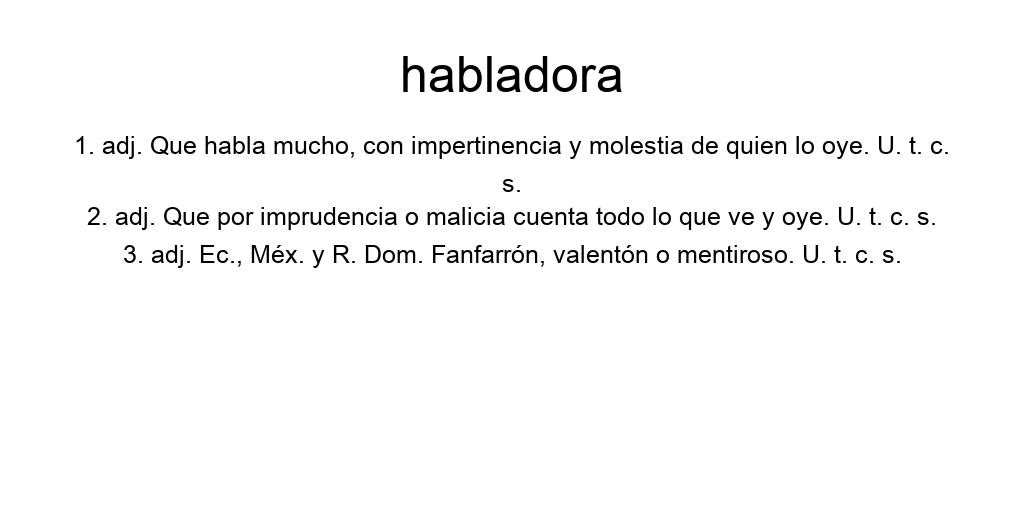 habladora
1. adj. Que habla mucho, con impertinencia y molestia de quien lo oye. U. t. c.
s.
2. adj. Que por imprudencia o malicia cuenta todo lo que ve y oye. U. t. c. s.
3. adj. Ec., Méx. y R. Dom. Fanfarrón, valentón o mentiroso. U. t. c. s.